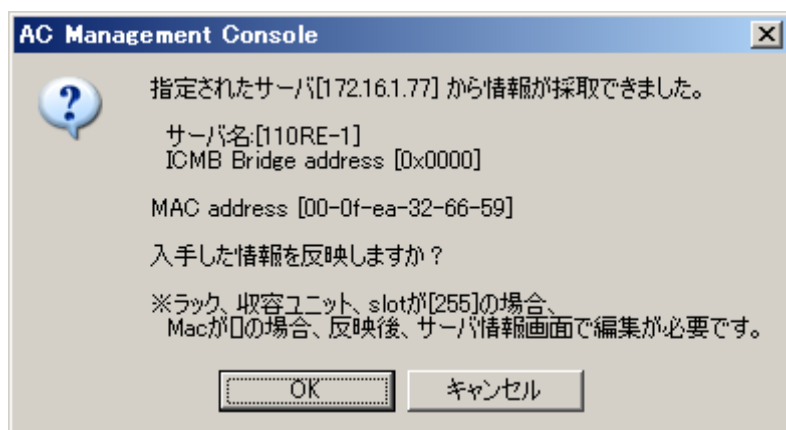 AC Management Console
指定されたサーバ[172.16.1.77] から情報が採取できました。
サーバ名:[110RE-1]
ICMB Bridge address [0x0000]
MAC address [00-0f-ea-32-66-59]
入手した情報を反映しますか？
※ラック、収容ユニット、slotが[255]の場合、
Macが[]の場合、反映後、サーバ情報画面で編集が必要です。
OK
キャンセル